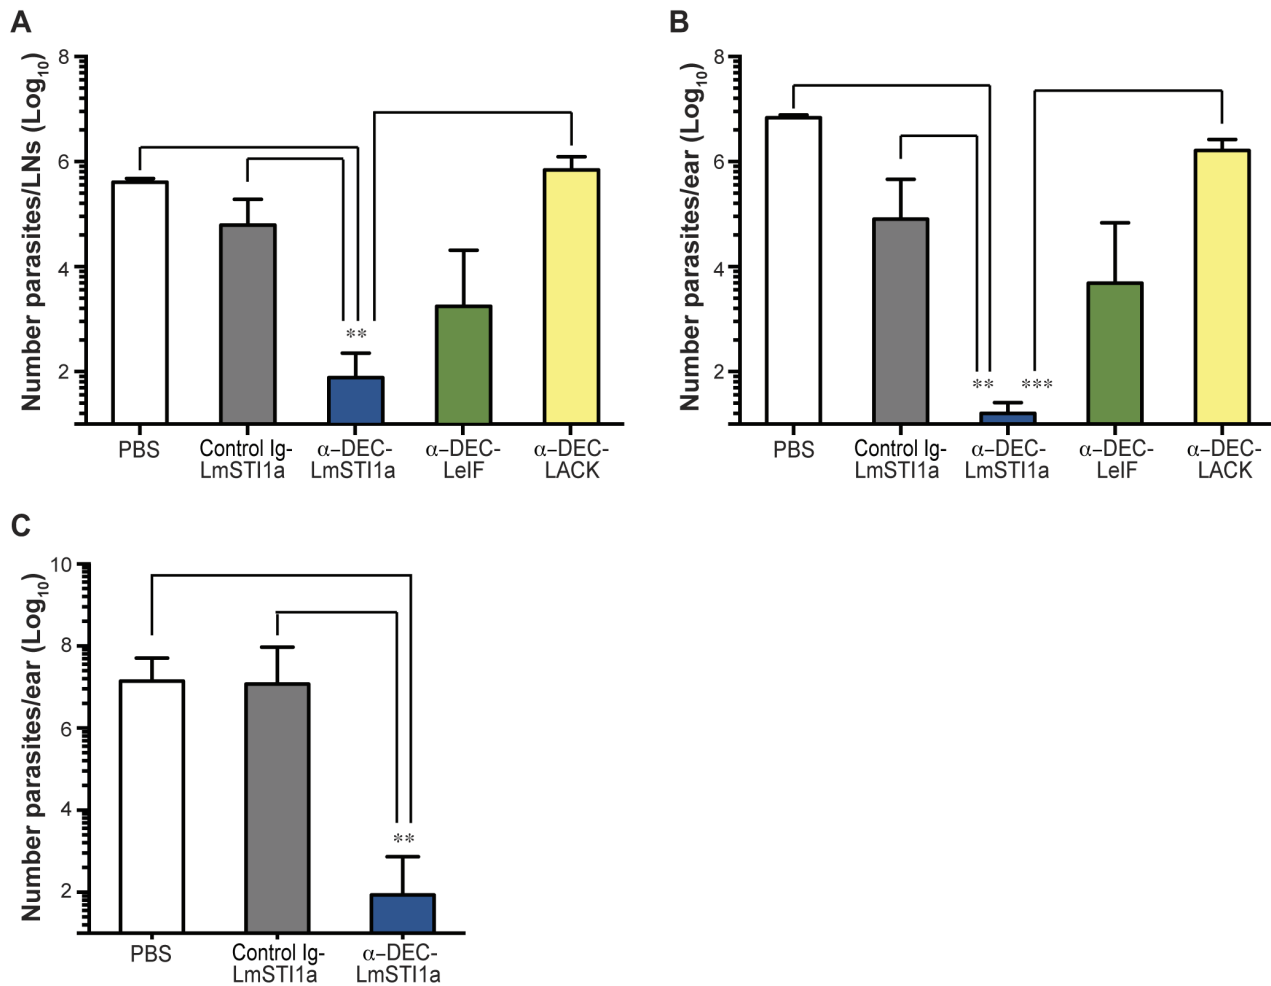 A
Number parasites/LNs (Log10)
8
6
4
2
**
PBS
Control Ig-
LmSTI1a
α–DEC-
LmSTI1a
α–DEC-
LeIF
α–DEC-
LACK
B
Number parasites/ear (Log10)
8
6
4
2
**
***
PBS
Control Ig-
LmSTI1a
α–DEC-
LmSTI1a
α–DEC-
LeIF
α–DEC-
LACK
C
Number parasites/ear (Log10)
10
8
6
4
2
**
PBS
Control Ig-
LmSTI1a
α–DEC-
LmSTI1a